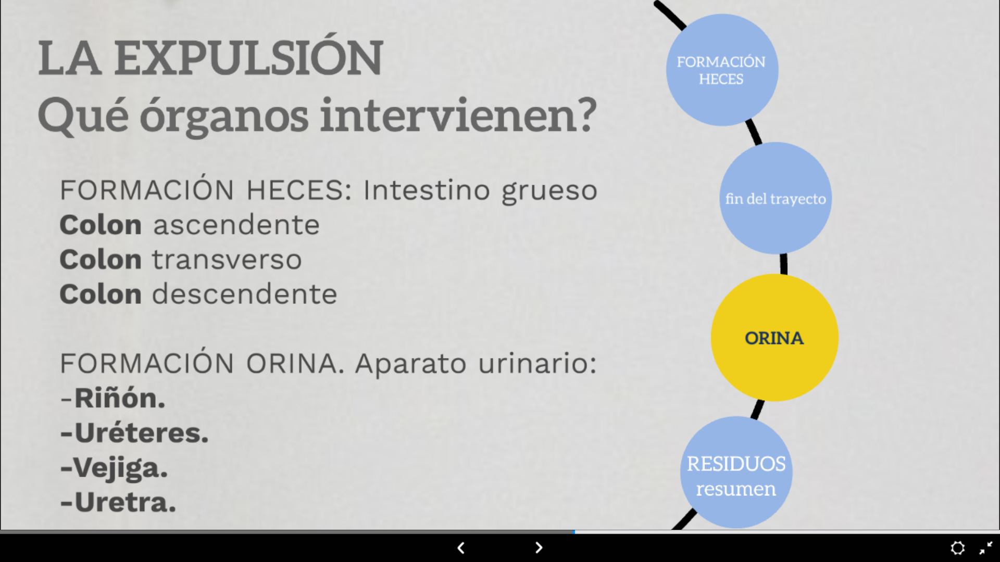 LA EXPULSIÓN
Qué órganos intervienen?
FORMACIÓN HECES: Intestino grueso
Colon ascendente
Colon transverso
Colon descendente
FORMACIÓN ORINA. Aparato urinario:
-Riñón.
-Uréteres.
-Vejiga.
-Uretra.
FORMACIÓN
HECES
fin del trayecto
ORINA
RESIDUOS
resumen